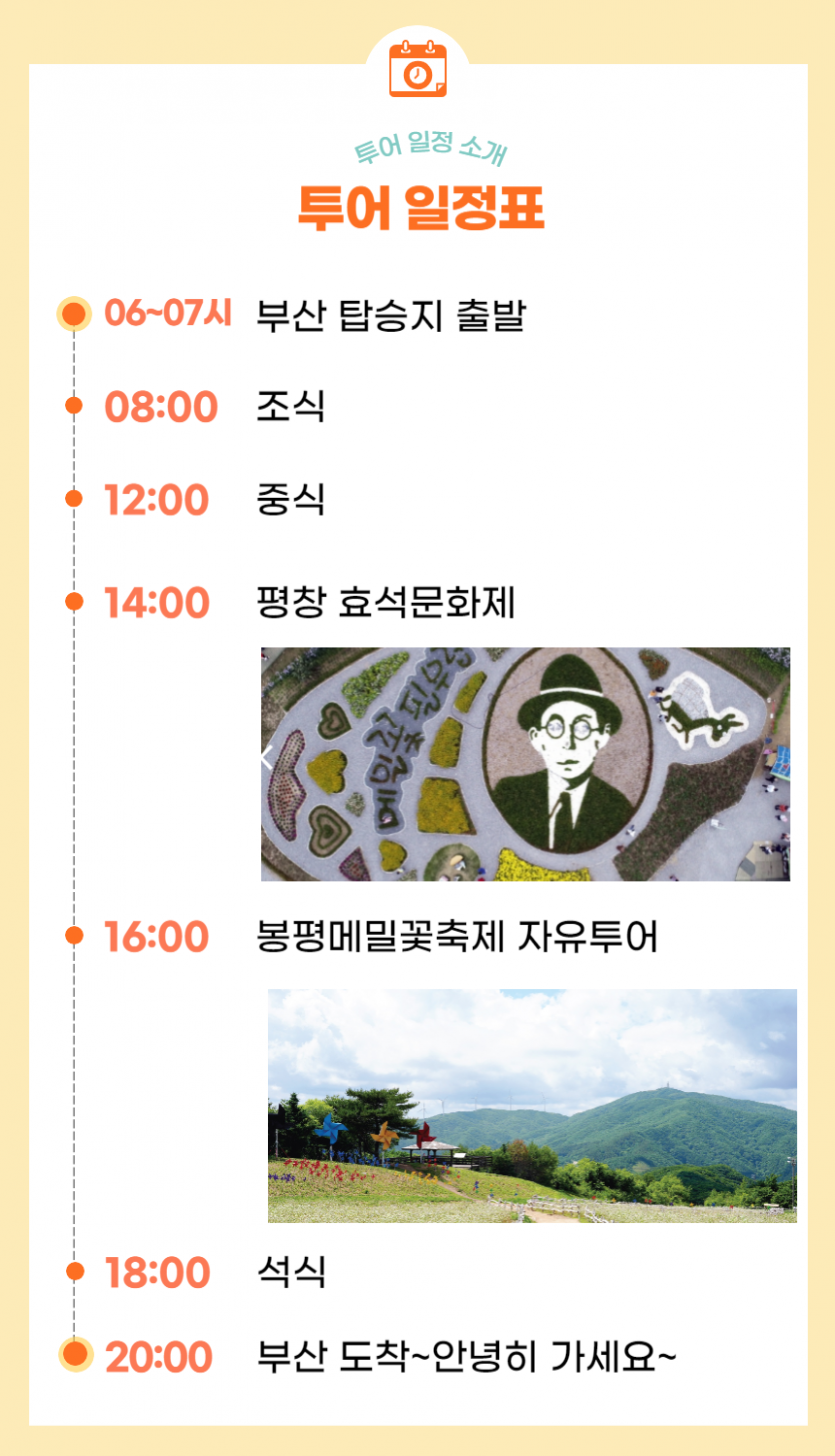 투어 일정 소개
투어 일정표
06~07시 부산 탑승지 출발
08:00 조식
12:00 중식
14:00 평창 효석문화제
메밀꽃 필 무렵
16:00 봉평메밀꽃축제 자유투어
18:00 석식
20:00 부산 도착~안녕히 가세요~